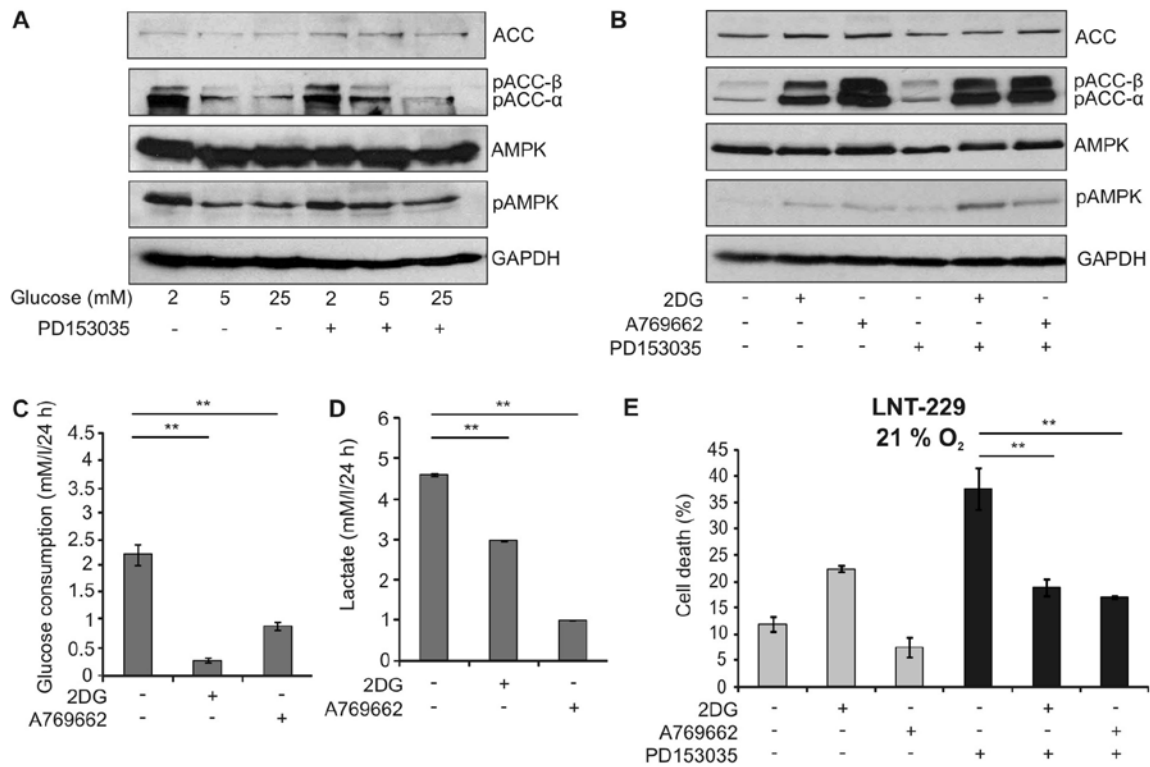 A
ACC
pACC-β
pACC-α
AMPK
pAMPK
GAPDH
Glucose (mM) 2 5 25 2 5 25
PD153035 - - - + + +
B
ACC
pACC-β
pACC-α
AMPK
pAMPK
GAPDH
2DG - + - - + -
A769662 - - + - - +
PD153035 - - - + + +
C
**
**
Glucose consumption (mM/l/24 h)
4.5
4
3.5
3
2.5
2
1.5
1
0.5
0
2DG - + -
A769662 - - +
D
**
**
Lactate (mM/l/24 h)
6
5
4
3
2
1
0
2DG - + -
A769662 - - +
E
LNT-229
21 % O₂
**
**
Cell death (%)
45
40
35
30
25
20
15
10
5
0
2DG - + - - + -
A769662 - - + - - +
PD153035 - - - + + +